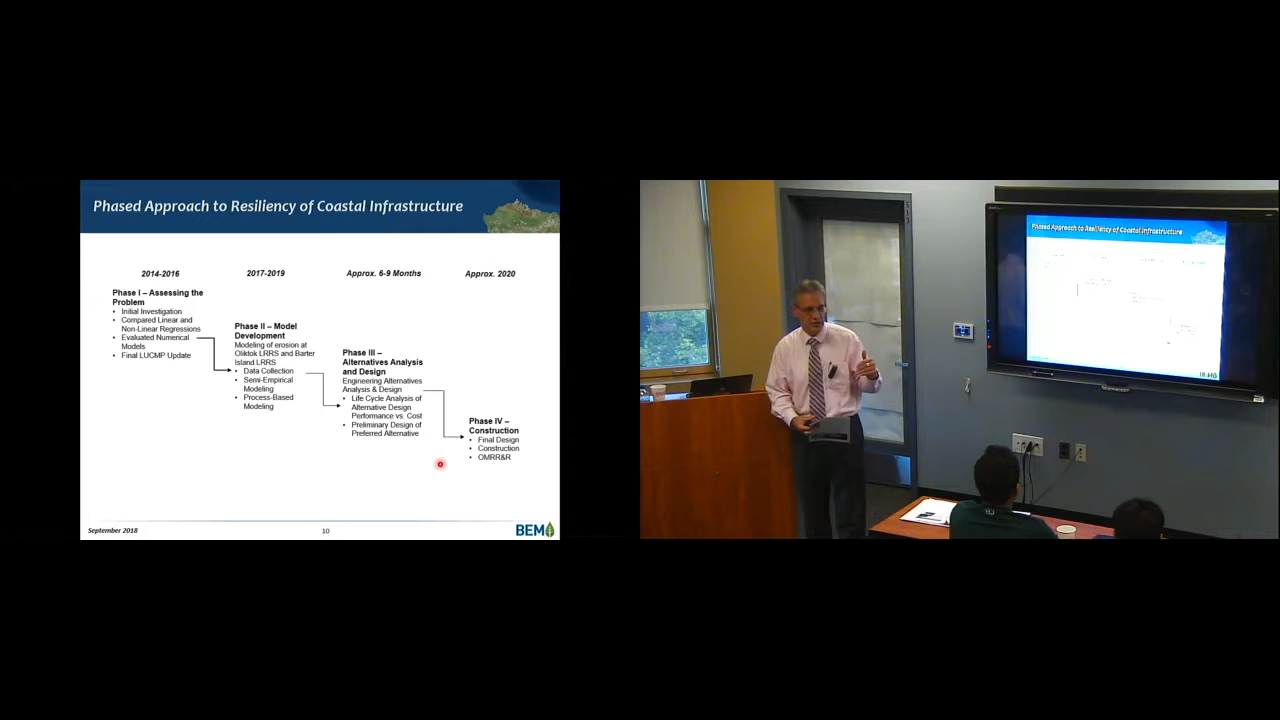 Phased Approach to Resiliency of Coastal Infrastructure
2014-2016
2017-2019
Approx. 6-9 Months
Approx. 2020
Phase I – Assessing the
Problem
• Initial Investigation
• Compared Linear and
Non-Linear Regressions
• Evaluated Numerical
Models
• Final LUCMP Update
Phase II – Model
Development
Modeling of erosion at
Oliktok LRRS and Barter
Island LRRS
• Data Collection
• Semi-Empirical
Modeling
• Process-Based
Modeling
Phase III –
Alternatives Analysis
and Design
Engineering Alternatives
Analysis & Design
• Life Cycle Analysis of
Alternative Design
Performance vs. Cost
• Preliminary Design of
Preferred Alternative
Phase IV –
Construction
• Final Design
• Construction
• OMRR&R
September 2018
10
BEM
Phased Approach to Resiliency of Coastal Infrastructure